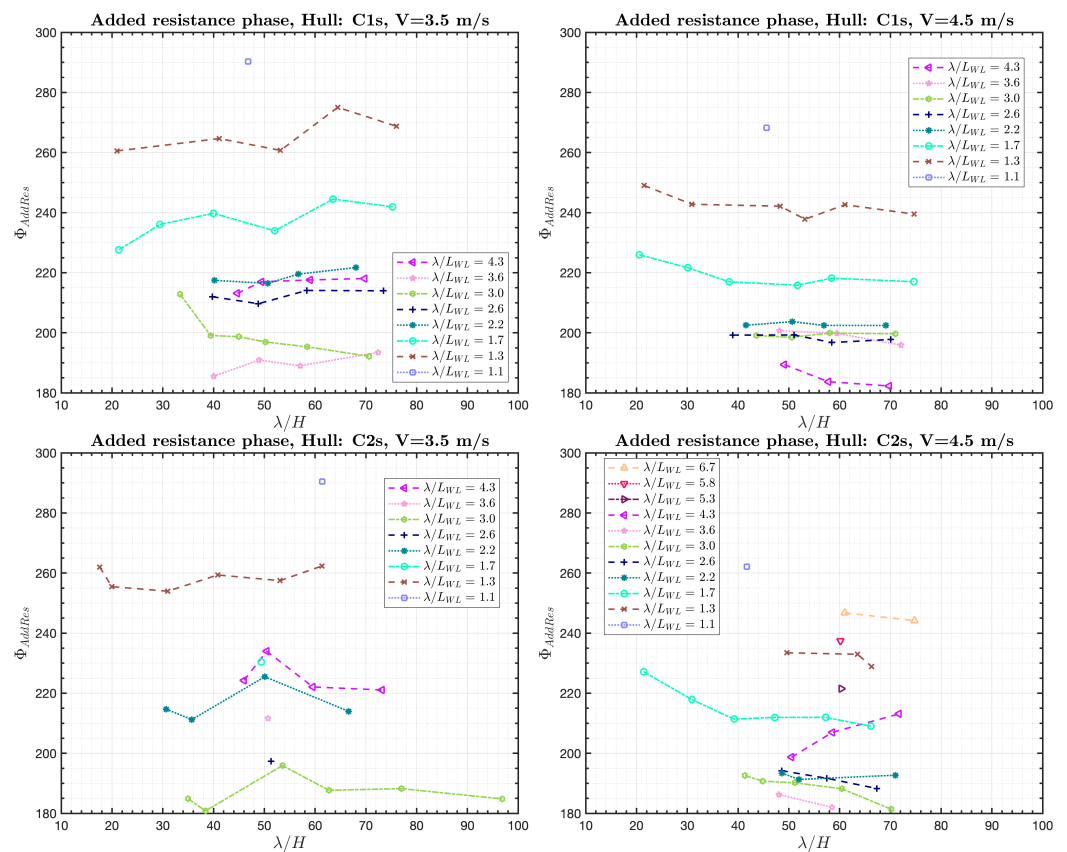 Added resistance phase, Hull: C1s, V=3.5 m/s
300
280
260
240
220
200
180
Φ_AddRes
10 20 30 40 50 60 70 80 90 100
λ/H
λ/L_WL = 4.3
λ/L_WL = 3.6
λ/L_WL = 3.0
λ/L_WL = 2.6
λ/L_WL = 2.2
λ/L_WL = 1.7
λ/L_WL = 1.3
λ/L_WL = 1.1
Added resistance phase, Hull: C1s, V=4.5 m/s
300
280
260
240
220
200
180
Φ_AddRes
10 20 30 40 50 60 70 80 90 100
λ/H
λ/L_WL = 4.3
λ/L_WL = 3.6
λ/L_WL = 3.0
λ/L_WL = 2.6
λ/L_WL = 2.2
λ/L_WL = 1.7
λ/L_WL = 1.3
λ/L_WL = 1.1
Added resistance phase, Hull: C2s, V=3.5 m/s
300
280
260
240
220
200
180
Φ_AddRes
10 20 30 40 50 60 70 80 90 100
λ/H
λ/L_WL = 4.3
λ/L_WL = 3.6
λ/L_WL = 3.0
λ/L_WL = 2.6
λ/L_WL = 2.2
λ/L_WL = 1.7
λ/L_WL = 1.3
λ/L_WL = 1.1
Added resistance phase, Hull: C2s, V=4.5 m/s
300
280
260
240
220
200
180
Φ_AddRes
10 20 30 40 50 60 70 80 90 100
λ/H
λ/L_WL = 6.7
λ/L_WL = 5.8
λ/L_WL = 5.3
λ/L_WL = 4.3
λ/L_WL = 3.6
λ/L_WL = 3.0
λ/L_WL = 2.6
λ/L_WL = 2.2
λ/L_WL = 1.7
λ/L_WL = 1.3
λ/L_WL = 1.1